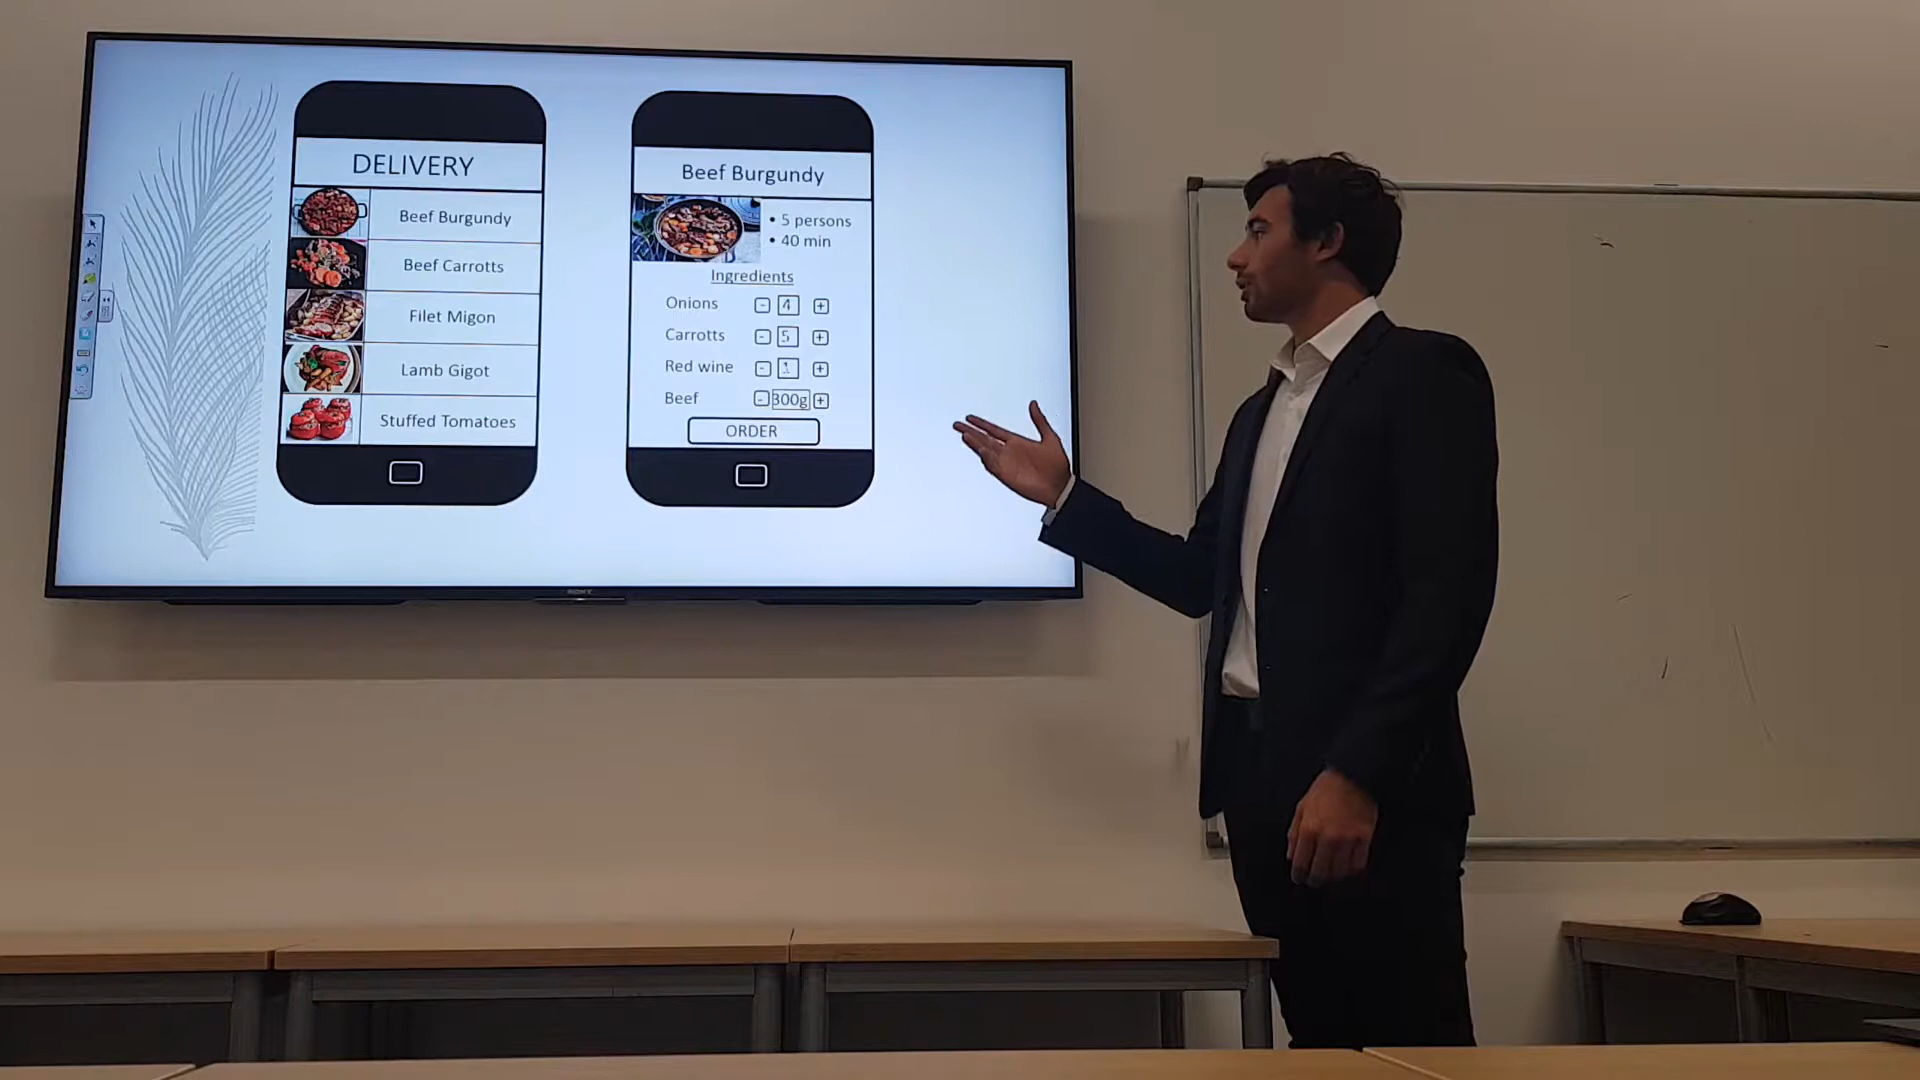 DELIVERY
Beef Burgundy
Beef Carrotts
Filet Migon
Lamb Gigot
Stuffed Tomatoes
Beef Burgundy
• 5 persons
• 40 min
Ingredients
Onions - 4 +
Carrotts - 5 +
Red wine - 1 +
Beef - 300g +
ORDER
SONY